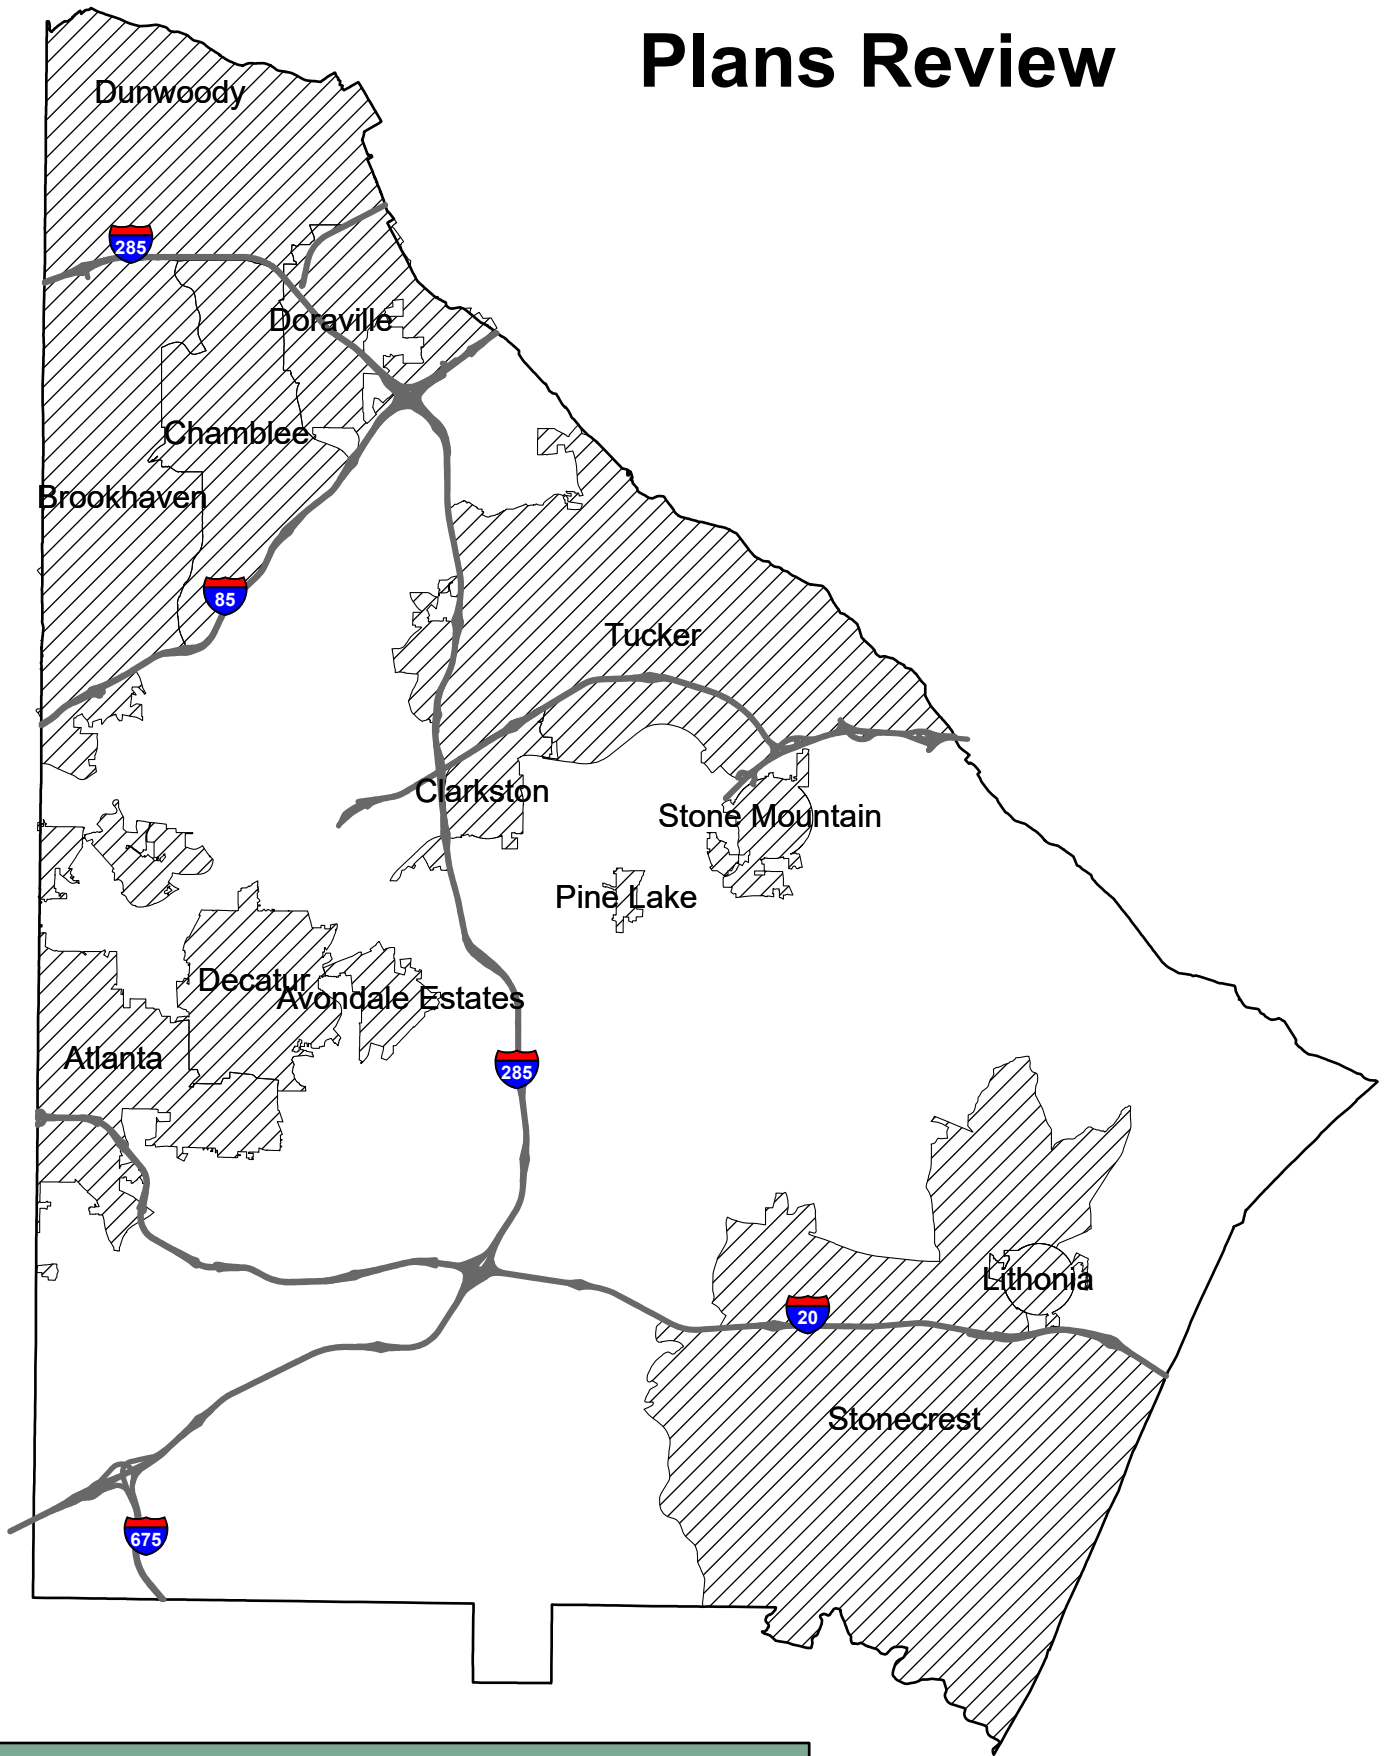 Plans Review
Dunwoody
285
Doraville
Chamblee
Brookhaven
85
Tucker
Clarkston
Stone Mountain
Pine Lake
Decatur
Avondale Estates
Atlanta
285
Lithonia
20
Stonecrest
675